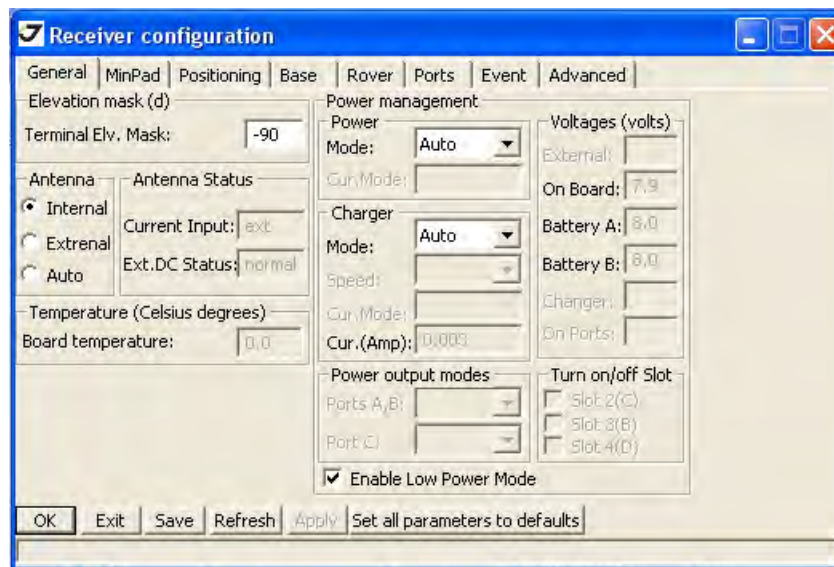 Receiver configuration
General MinPad Positioning Base Rover Ports Event Advanced
Elevation mask (d)
Terminal Elv. Mask: -90
Antenna
Internal
Extrenal
Auto
Antenna Status
Current Input: ext
Ext.DC Status: normal
Temperature (Celsius degrees)
Board temperature: 0,0
Power management
Power
Mode: Auto
Cur.Mode:
Charger
Mode: Auto
Speed:
Cur.Mode:
Cur.(Amp): 0,003
Power output modes
Ports A,B:
Port C)
Enable Low Power Mode
Voltages (volts)
External:
On Board: 7,9
Battery A: 8,0
Battery B: 8,0
Changer:
On Ports:
Turn on/off Slot
Slot 2(C)
Slot 3(B)
Slot 4(D)
OK Exit Save Refresh Apply Set all parameters to defaults